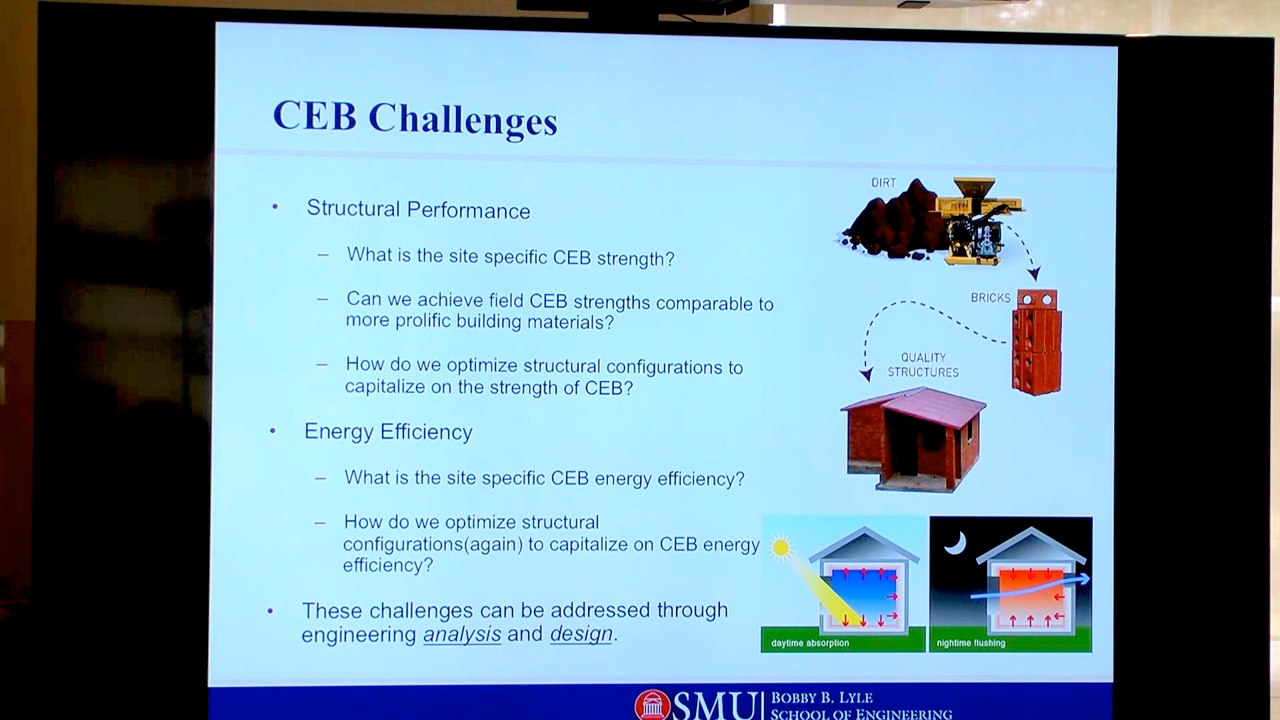 CEB Challenges
• Structural Performance
– What is the site specific CEB strength?
– Can we achieve field CEB strengths comparable to
more prolific building materials?
– How do we optimize structural configurations to
capitalize on the strength of CEB?
• Energy Efficiency
– What is the site specific CEB energy efficiency?
– How do we optimize structural
configurations(again) to capitalize on CEB energy
efficiency?
• These challenges can be addressed through
engineering analysis and design.
DIRT
BRICKS
QUALITY
STRUCTURES
daytime absorption
nightime flushing
SMU
BOBBY B. LYLE
SCHOOL OF ENGINEERING